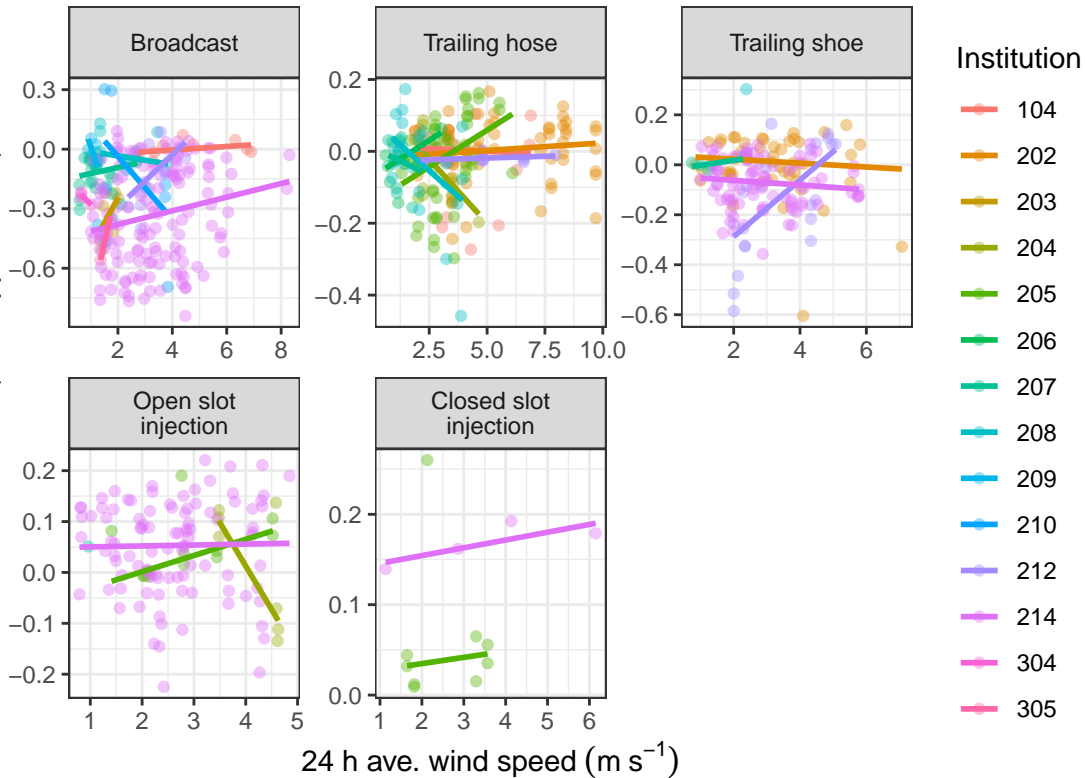 Broadcast
Trailing hose
Trailing shoe
0.3
0.0
−0.3
−0.6
2 4 6 8
0.2
0.0
−0.2
−0.4
2.5 5.0 7.5 10.0
0.2
0.0
−0.2
−0.4
−0.6
2 4 6
Open slot
injection
Closed slot
injection
0.2
0.1
0.0
−0.1
−0.2
1 2 3 4 5
0.2
0.1
0.0
1 2 3 4 5 6
24 h ave. wind speed (m s⁻¹)
Institution
104
202
203
204
205
206
207
208
209
210
212
214
304
305